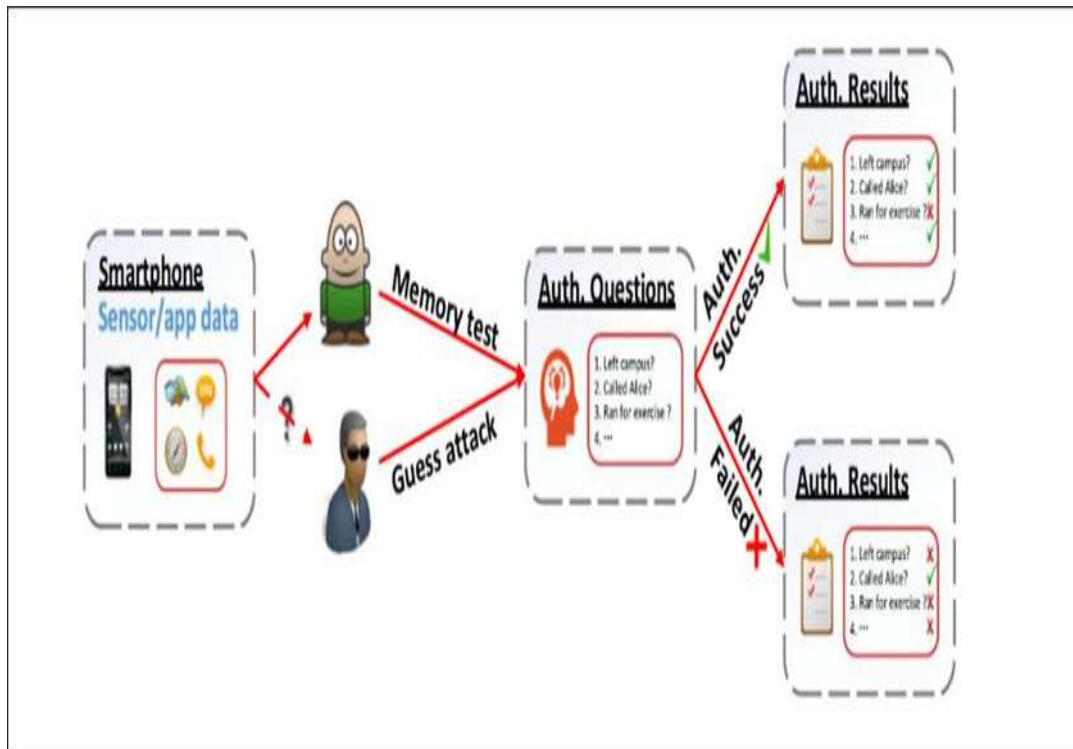 Smartphone
Sensor/app data
?
Memory test
Guess attack
Auth. Questions
1. Left campus?
2. Called Alice?
3. Ran for exercise ?
4. ...
Auth.
Success
Auth.
Failed
Auth. Results
1. Left campus? ✓
2. Called Alice? ✓
3. Ran for exercise ? X
4. ... ✓
Auth. Results
1. Left campus? X
2. Called Alice? ✓
3. Ran for exercise ? X
4. ... X